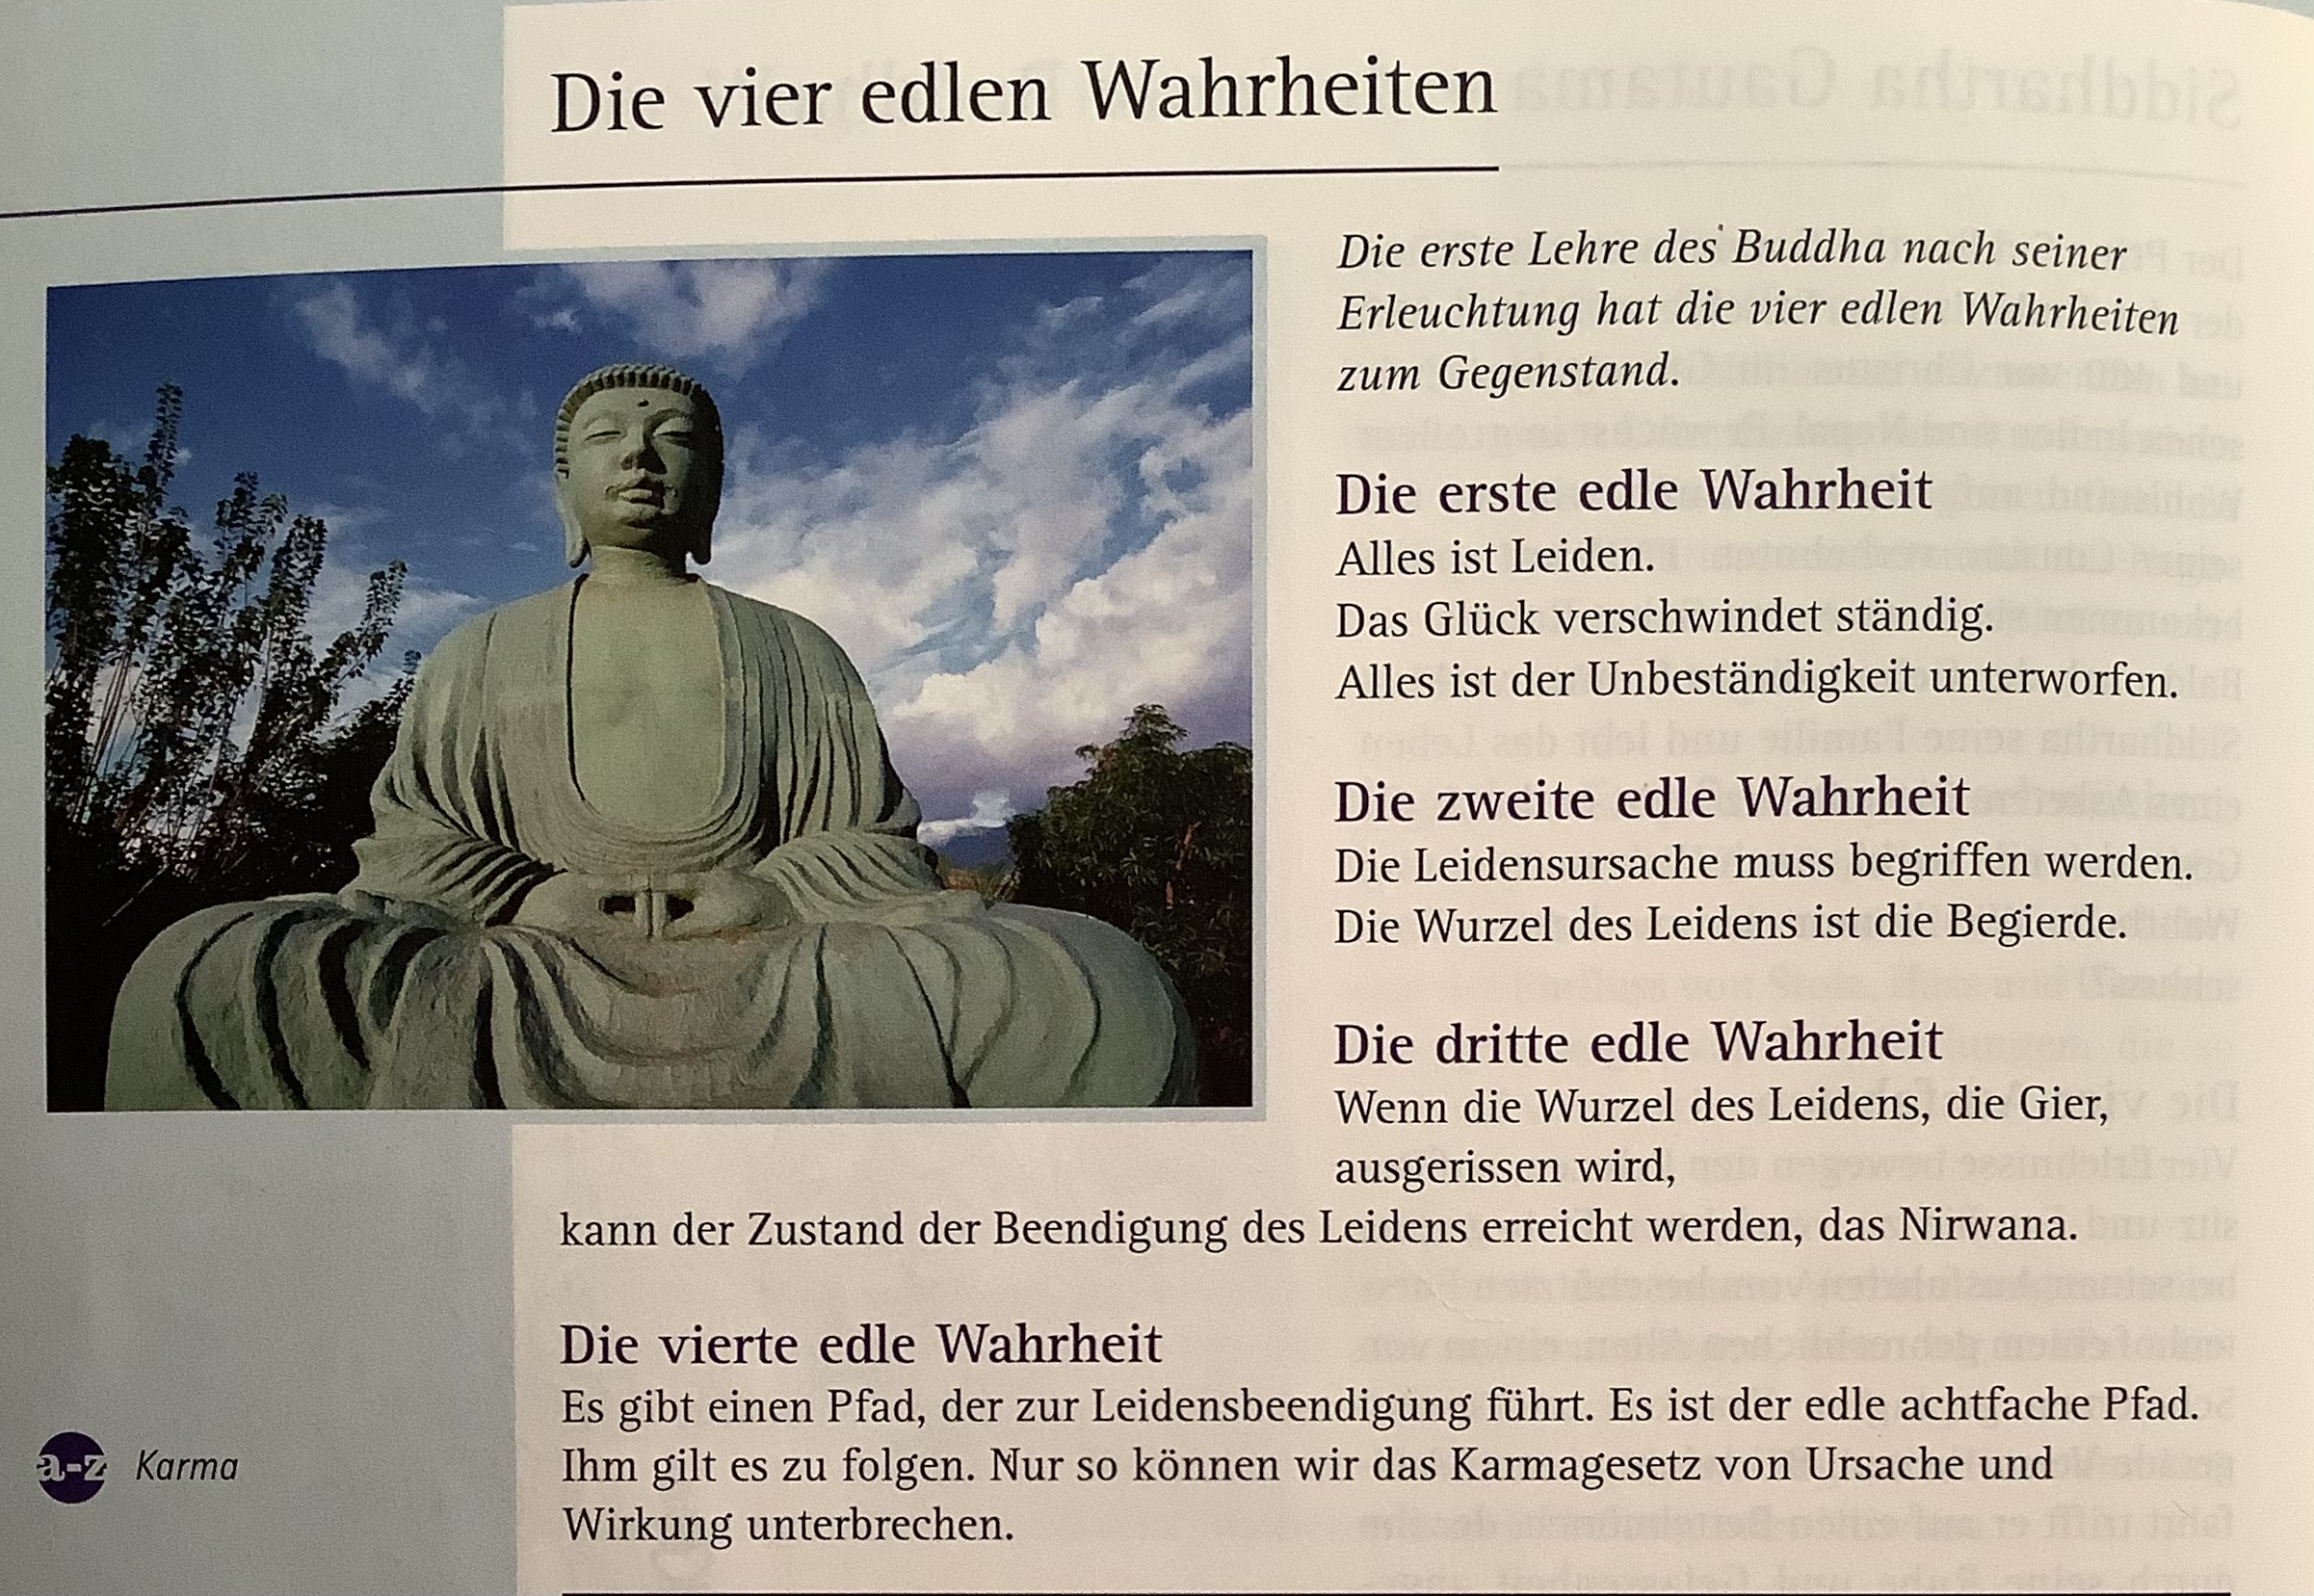 Die vier edlen Wahrheiten
Die erste Lehre des Buddha nach seiner
Erleuchtung hat die vier edlen Wahrheiten
zum Gegenstand.
Die erste edle Wahrheit
Alles ist Leiden.
Das Glück verschwindet ständig.
Alles ist der Unbeständigkeit unterworfen.
Die zweite edle Wahrheit
Die Leidensursache muss begriffen werden.
Die Wurzel des Leidens ist die Begierde.
Die dritte edle Wahrheit
Wenn die Wurzel des Leidens, die Gier,
ausgerissen wird,
kann der Zustand der Beendigung des Leidens erreicht werden, das Nirwana.
Die vierte edle Wahrheit
Es gibt einen Pfad, der zur Leidensbeendigung führt. Es ist der edle achtfache Pfad.
Ihm gilt es zu folgen. Nur so können wir das Karmagesetz von Ursache und
Wirkung unterbrechen.
a-z Karma